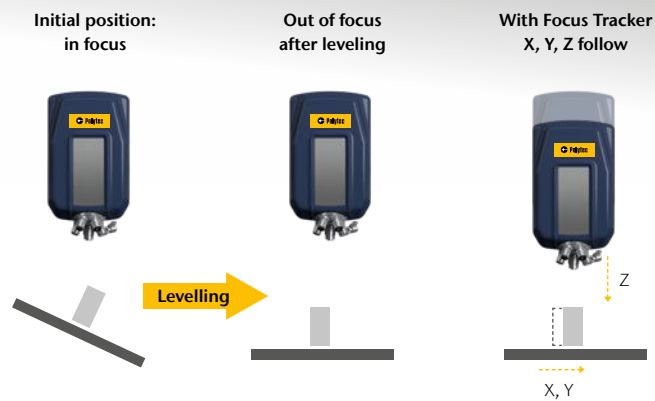 Initial position:
in focus
Out of focus
after leveling
With Focus Tracker
X, Y, Z follow
Polytec
Polytec
Polytec
Z
Levelling
X, Y